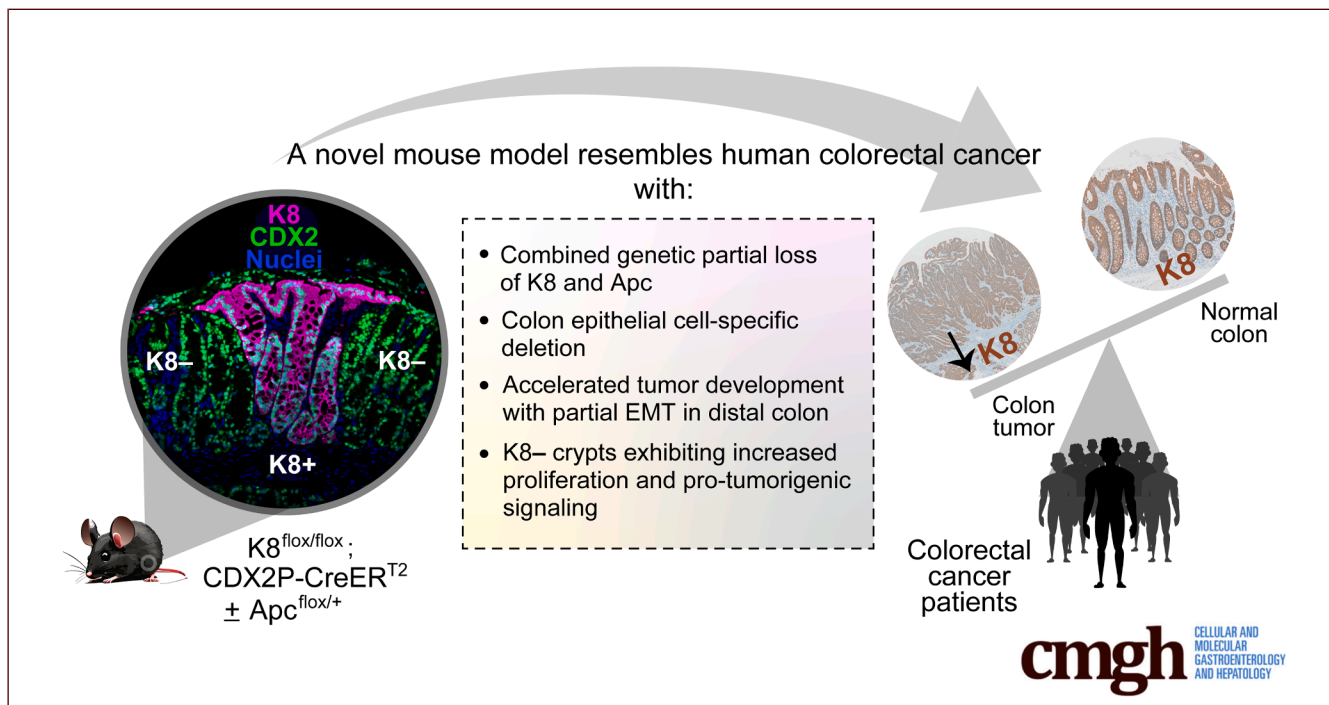 A novel mouse model resembles human colorectal cancer
with:
K8
CDX2
Nuclei
K8–
K8–
K8+
K8flox/flox ;
CDX2P-CreERT2
± Apcflox/+
• Combined genetic partial loss
of K8 and Apc
• Colon epithelial cell-specific
deletion
• Accelerated tumor development
with partial EMT in distal colon
• K8– crypts exhibiting increased
proliferation and pro-tumorigenic
signaling
K8
K8
Normal
colon
Colon
tumor
Colorectal
cancer
patients
cmgh
CELLULAR AND
MOLECULAR
GASTROENTEROLOGY
AND HEPATOLOGY